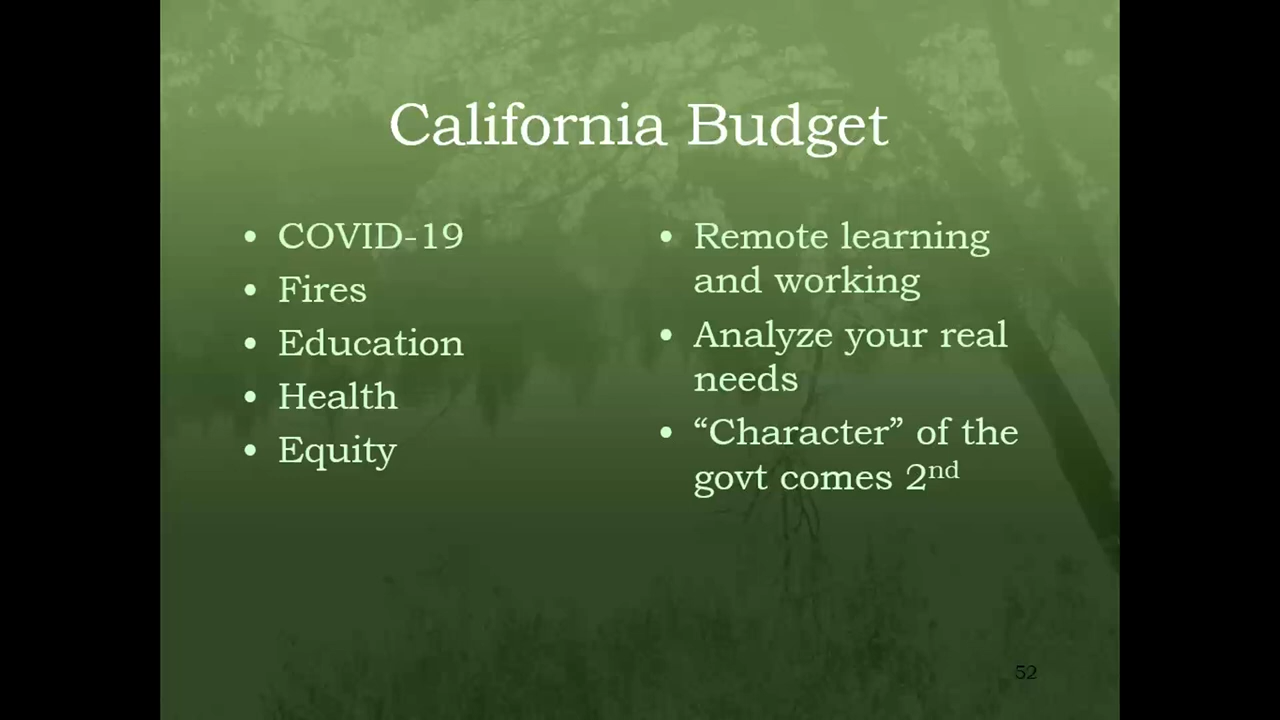 California Budget
• COVID-19
• Fires
• Education
• Health
• Equity
• Remote learning
and working
• Analyze your real
needs
• “Character” of the
govt comes 2nd
52